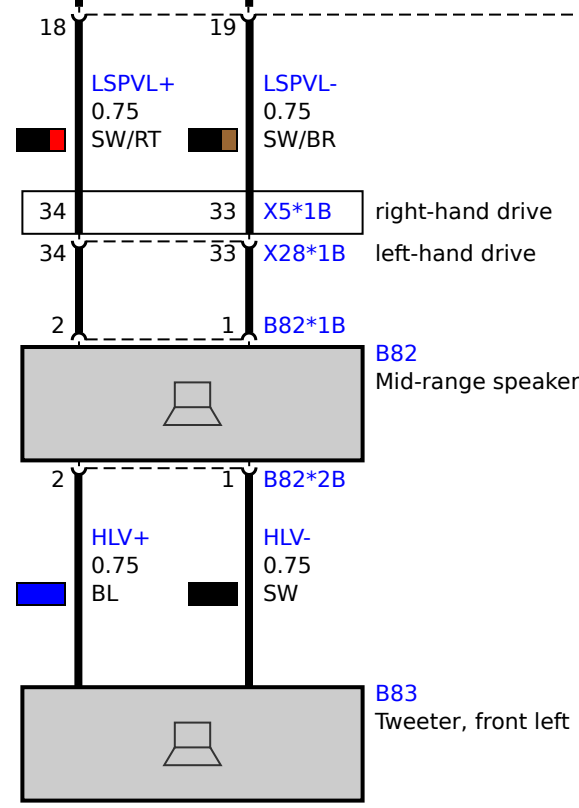 18 19
LSPVL+ LSPVL-
0.75 0.75
SW/RT SW/BR
34 33 X5*1B right-hand drive
34 33 X28*1B left-hand drive
2 1 B82*1B
B82
Mid-range speaker
2 1 B82*2B
HLV+ HLV-
0.75 0.75
BL SW
B83
Tweeter, front left